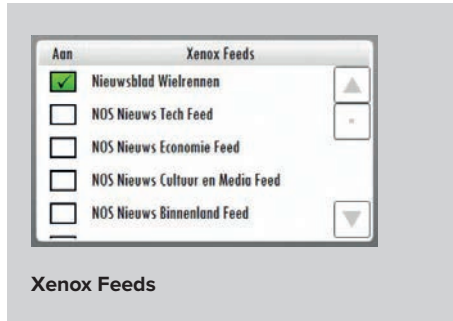 Aan Xenox Feeds
Nieuwsblad Wielrennen
NOS Nieuws Tech Feed
NOS Nieuws Economie Feed
NOS Nieuws Cultuur en Media Feed
NOS Nieuws Binnenland Feed
Xenox Feeds